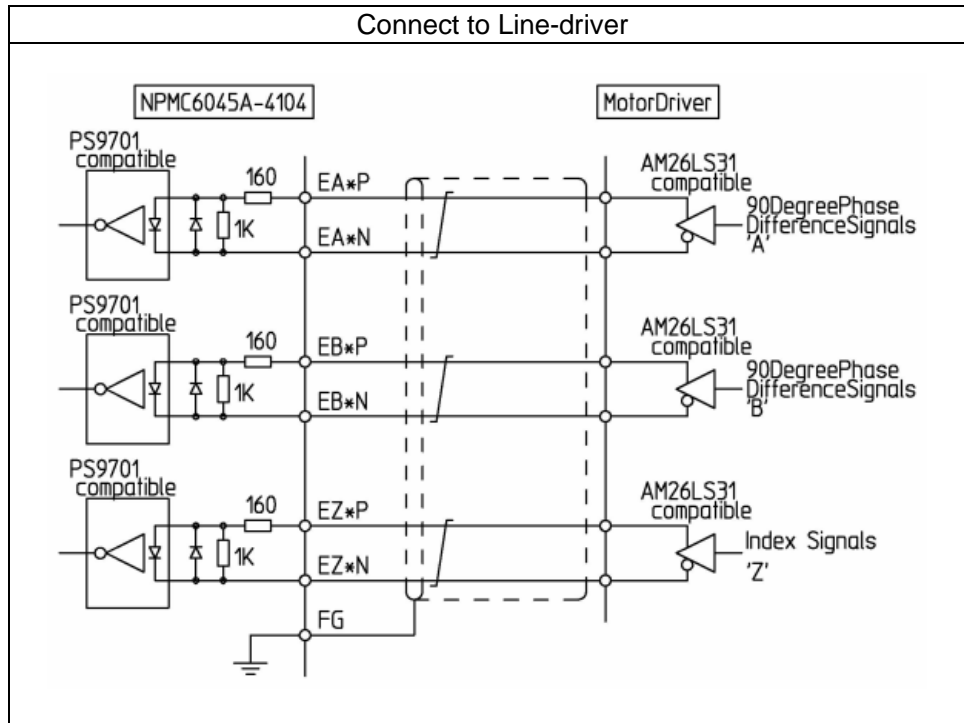 Connect to Line-driver
NPMC6045A-4104
MotorDriver
PS9701
compatible
160
1K
EA*P
EA*N
AM26LS31
compatible
90DegreePhase
DifferenceSignals
'A'
PS9701
compatible
160
1K
EB*P
EB*N
AM26LS31
compatible
90DegreePhase
DifferenceSignals
'B'
PS9701
compatible
160
1K
EZ*P
EZ*N
AM26LS31
compatible
Index Signals
'Z'
FG